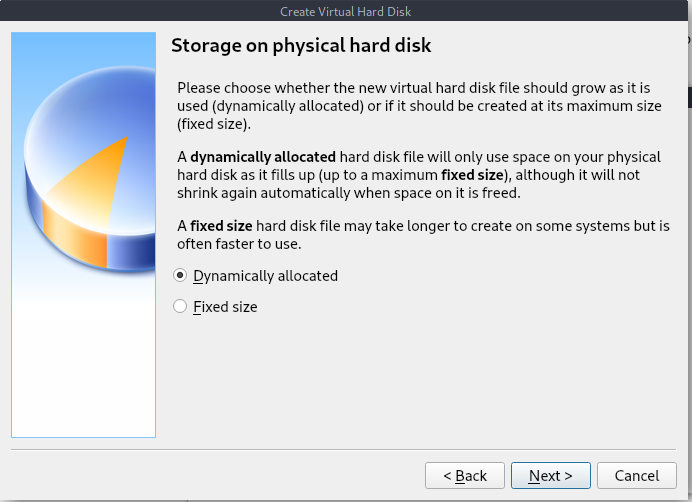 Create Virtual Hard Disk
Storage on physical hard disk
Please choose whether the new virtual hard disk file should grow as it is
used (dynamically allocated) or if it should be created at its maximum size
(fixed size).
A dynamically allocated hard disk file will only use space on your physical
hard disk as it fills up (up to a maximum fixed size), although it will not
shrink again automatically when space on it is freed.
A fixed size hard disk file may take longer to create on some systems but is
often faster to use.
Dynamically allocated
Fixed size
< Back
Next >
Cancel